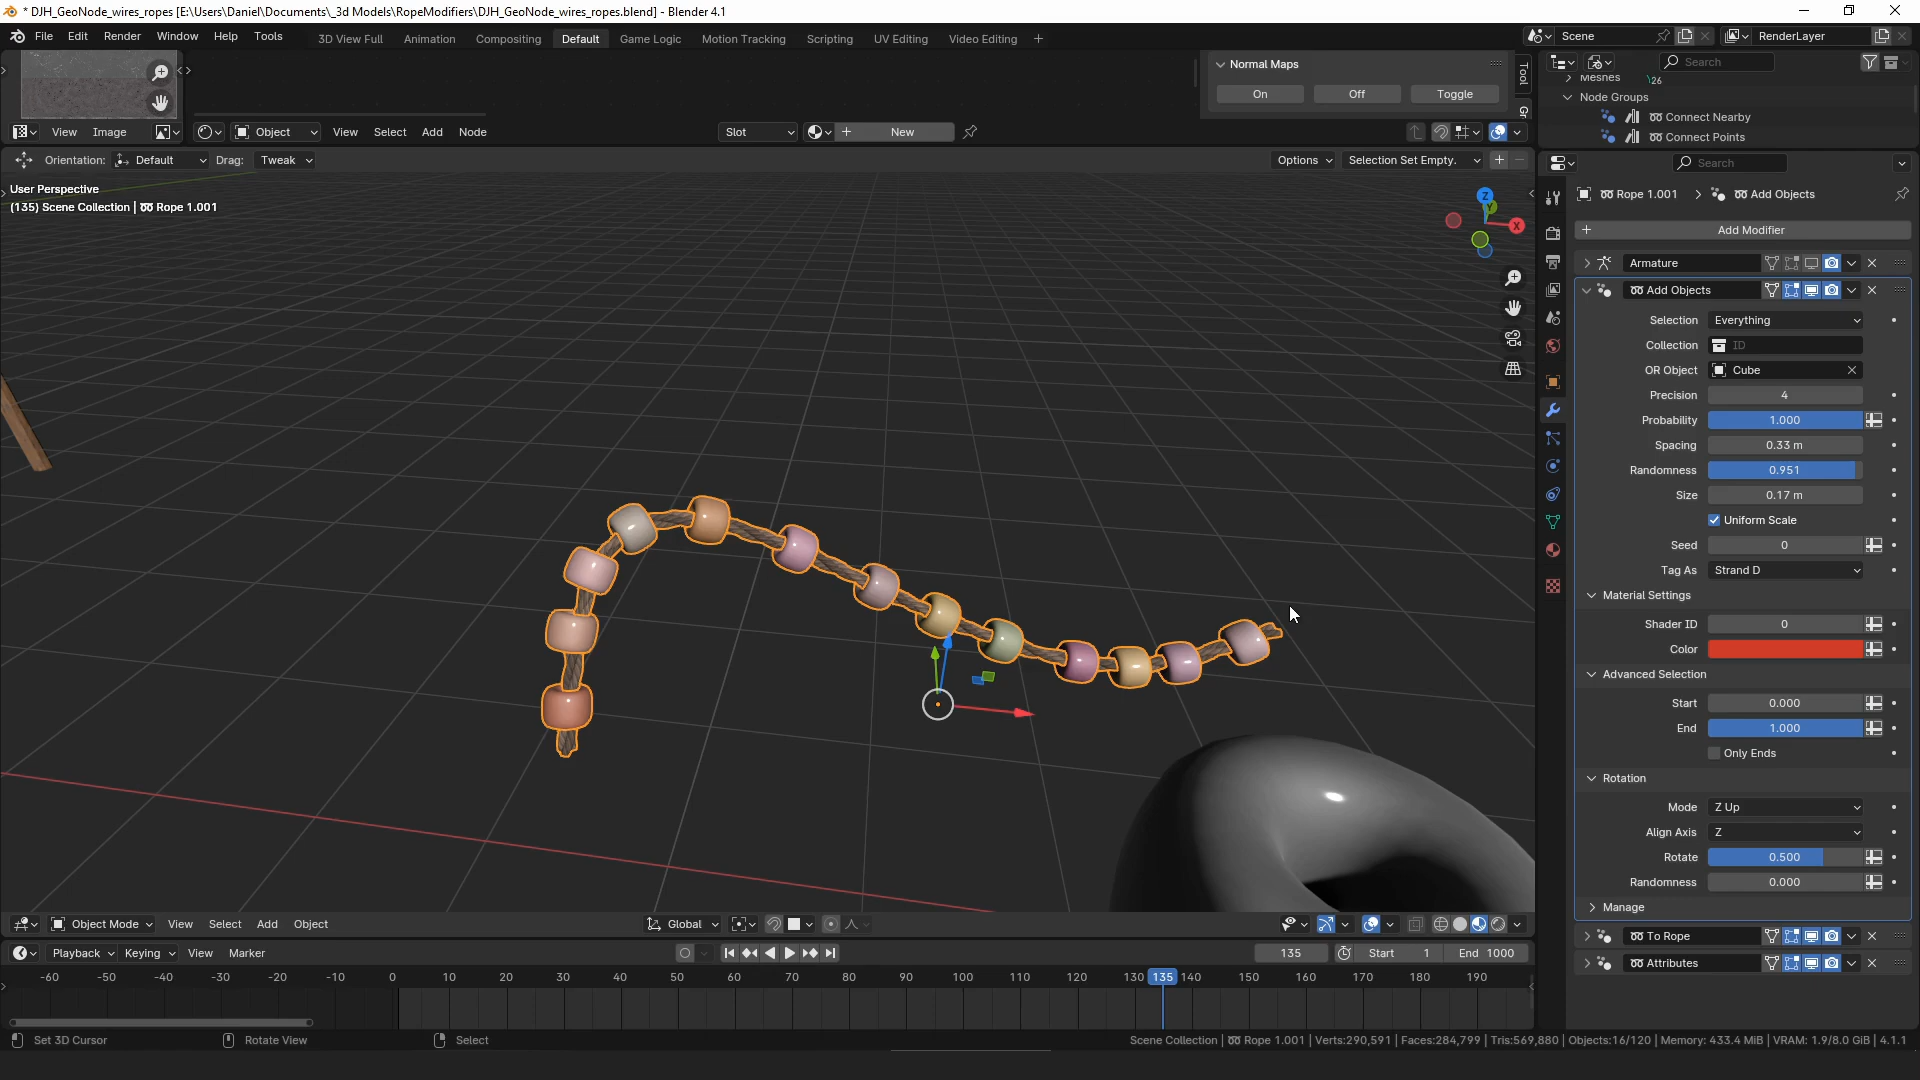 * DJH_GeoNode_wires_ropes [E:\Users\Daniel\Documents\_3d Models\RopeModifiers\DJH_GeoNode_wires_ropes.blend] - Blender 4.1
File Edit Render Window Help Tools 3D View Full Animation Compositing Default Game Logic Motion Tracking Scripting UV Editing Video Editing + Scene RenderLayer
Normal Maps
On Off Toggle
Tool
View Image Object View Select Add Node Slot New
Search
Meshes 26
Node Groups
Connect Nearby
Connect Points
Orientation: Default Drag: Tweak Options Selection Set Empty.
Search
User Perspective
(135) Scene Collection | Rope 1.001
Z
Y
X
Rope 1.001 > Add Objects
+ Add Modifier
Armature
Add Objects
Selection Everything
Collection ID
OR Object Cube
Precision 4
Probability 1.000
Spacing 0.33 m
Randomness 0.951
Size 0.17 m
Uniform Scale
Seed 0
Tag As Strand D
Material Settings
Shader ID 0
Color
Advanced Selection
Start 0.000
End 1.000
Only Ends
Rotation
Mode Z Up
Align Axis Z
Rotate 0.500
Randomness 0.000
Manage
To Rope
Attributes
Object Mode View Select Add Object Global
Playback Keying View Marker 135 Start 1 End 1000
-60 -50 -40 -30 -20 -10 0 10 20 30 40 50 60 70 80 90 100 110 120 130 135 140 150 160 170 180 190
Set 3D Cursor Rotate View Select
Scene Collection | Rope 1.001 | Verts:290,591 | Faces:284,799 | Tris:569,880 | Objects:16/120 | Memory: 433.4 MiB | VRAM: 1.9/8.0 GiB | 4.1.1